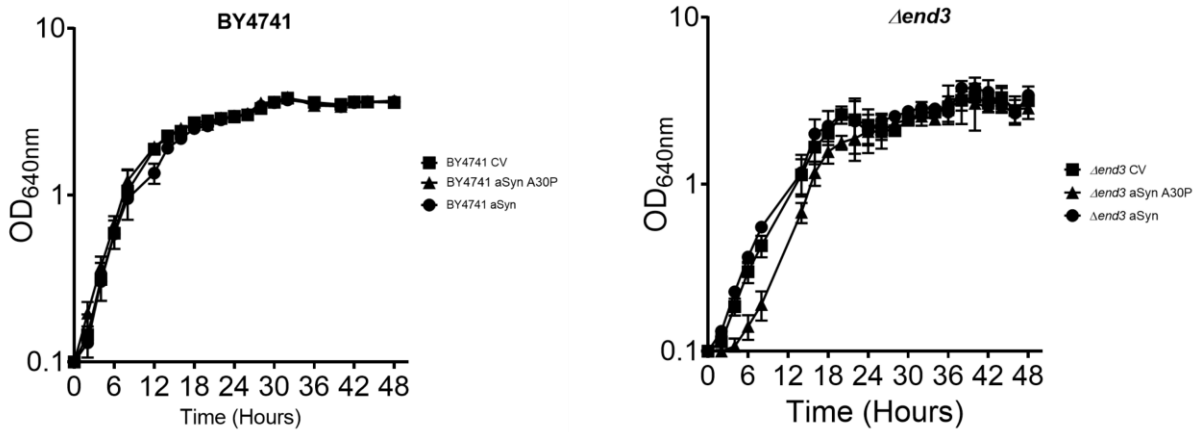 BY4741
10
1
0.1
OD640nm
0 6 12 18 24 30 36 42 48
Time (Hours)
BY4741 CV
BY4741 aSyn A30P
BY4741 aSyn
Δend3
10
1
0.1
OD640nm
0 6 12 18 24 30 36 42 48
Time (Hours)
Δend3 CV
Δend3 aSyn A30P
Δend3 aSyn